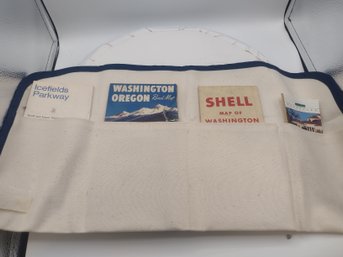 Icefields
Parkway
WASHINGTON
OREGON Road Map
SHELL
MAP OF
WASHINGTON